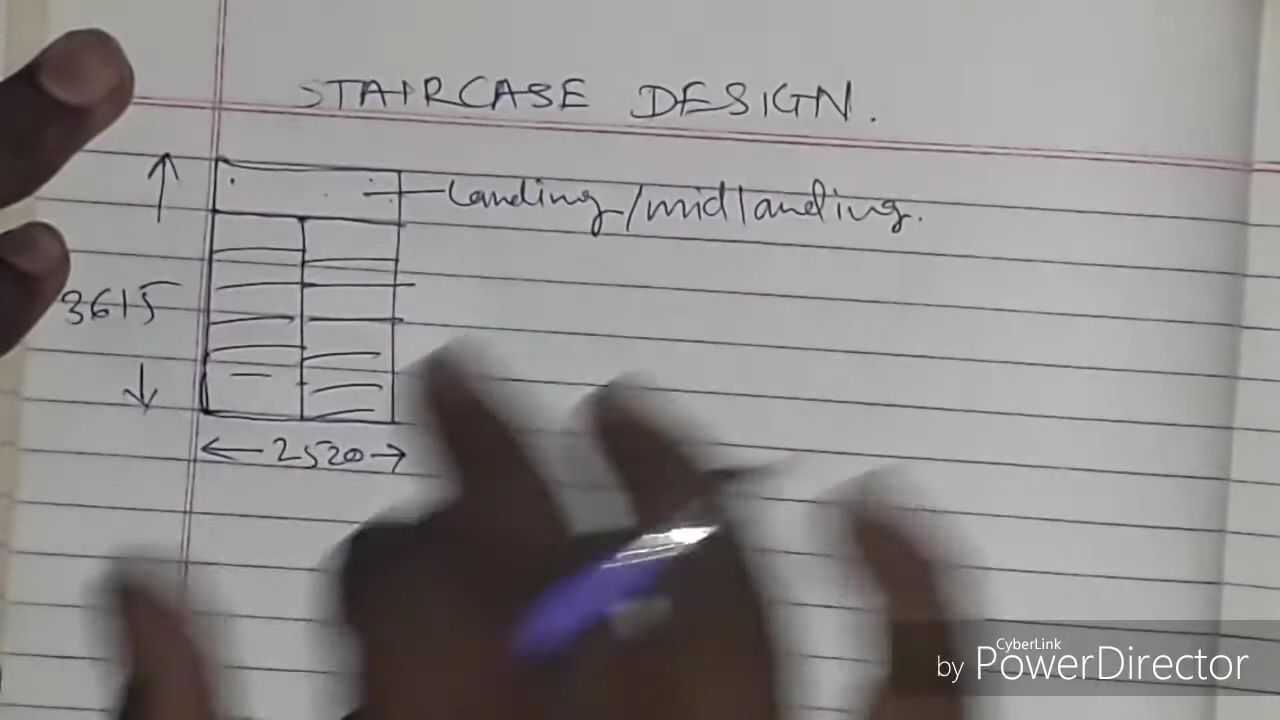 STAIRCASE DESIGN.
Landing/midlanding.
3615
2520
CyberLink
by PowerDirector